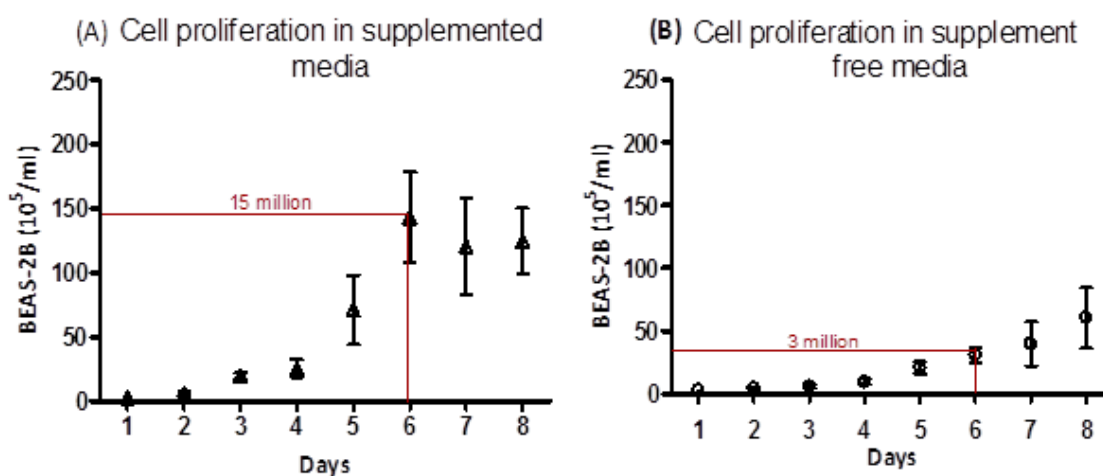 (A) Cell proliferation in supplemented
media
250
200
150
100
50
0
BEAS-2B (10^5/ml)
15 million
1 2 3 4 5 6 7 8
Days
(B) Cell proliferation in supplement
free media
250
200
150
100
50
0
BEAS-2B (10^5/ml)
3 million
1 2 3 4 5 6 7 8
Days